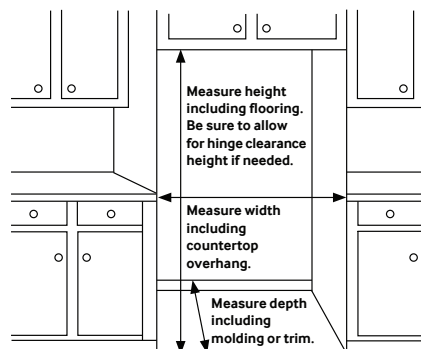 Measure height
including flooring.
Be sure to allow
for hinge clearance
height if needed.
Measure width
including
countertop
overhang.
Measure depth
including
molding or trim.